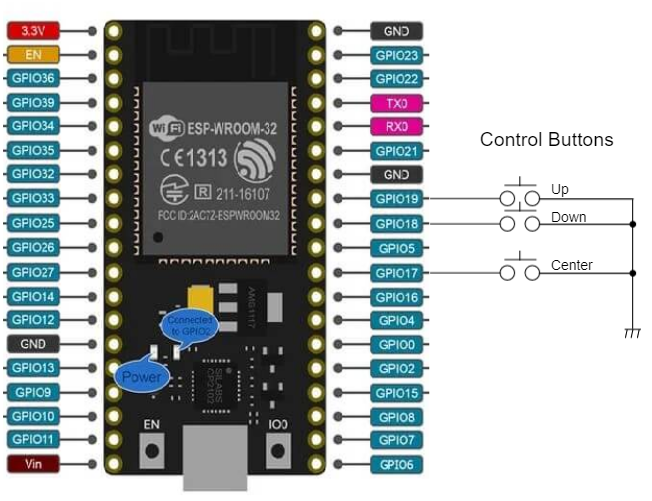 3.3V
EN
GPIO36
GPIO39
GPIO34
GPIO35
GPIO32
GPIO33
GPIO25
GPIO26
GPIO27
GPIO14
GPIO12
GND
GPIO13
GPIO9
GPIO10
GPIO11
Vin
WiFi ESP-WROOM-32
CE1313
R 211-16107
FCC ID:2AC72-ESPWROOM32
AMS1117
Connected
to GPIO2
Power
SILABS
CP2102
EN
IO0
GND
GPIO23
GPIO22
TX0
RX0
GPIO21
GND
GPIO19
GPIO18
GPIO5
GPIO17
GPIO16
GPIO4
GPIO0
GPIO2
GPIO15
GPIO8
GPIO7
GPIO6
Control Buttons
Up
Down
Center